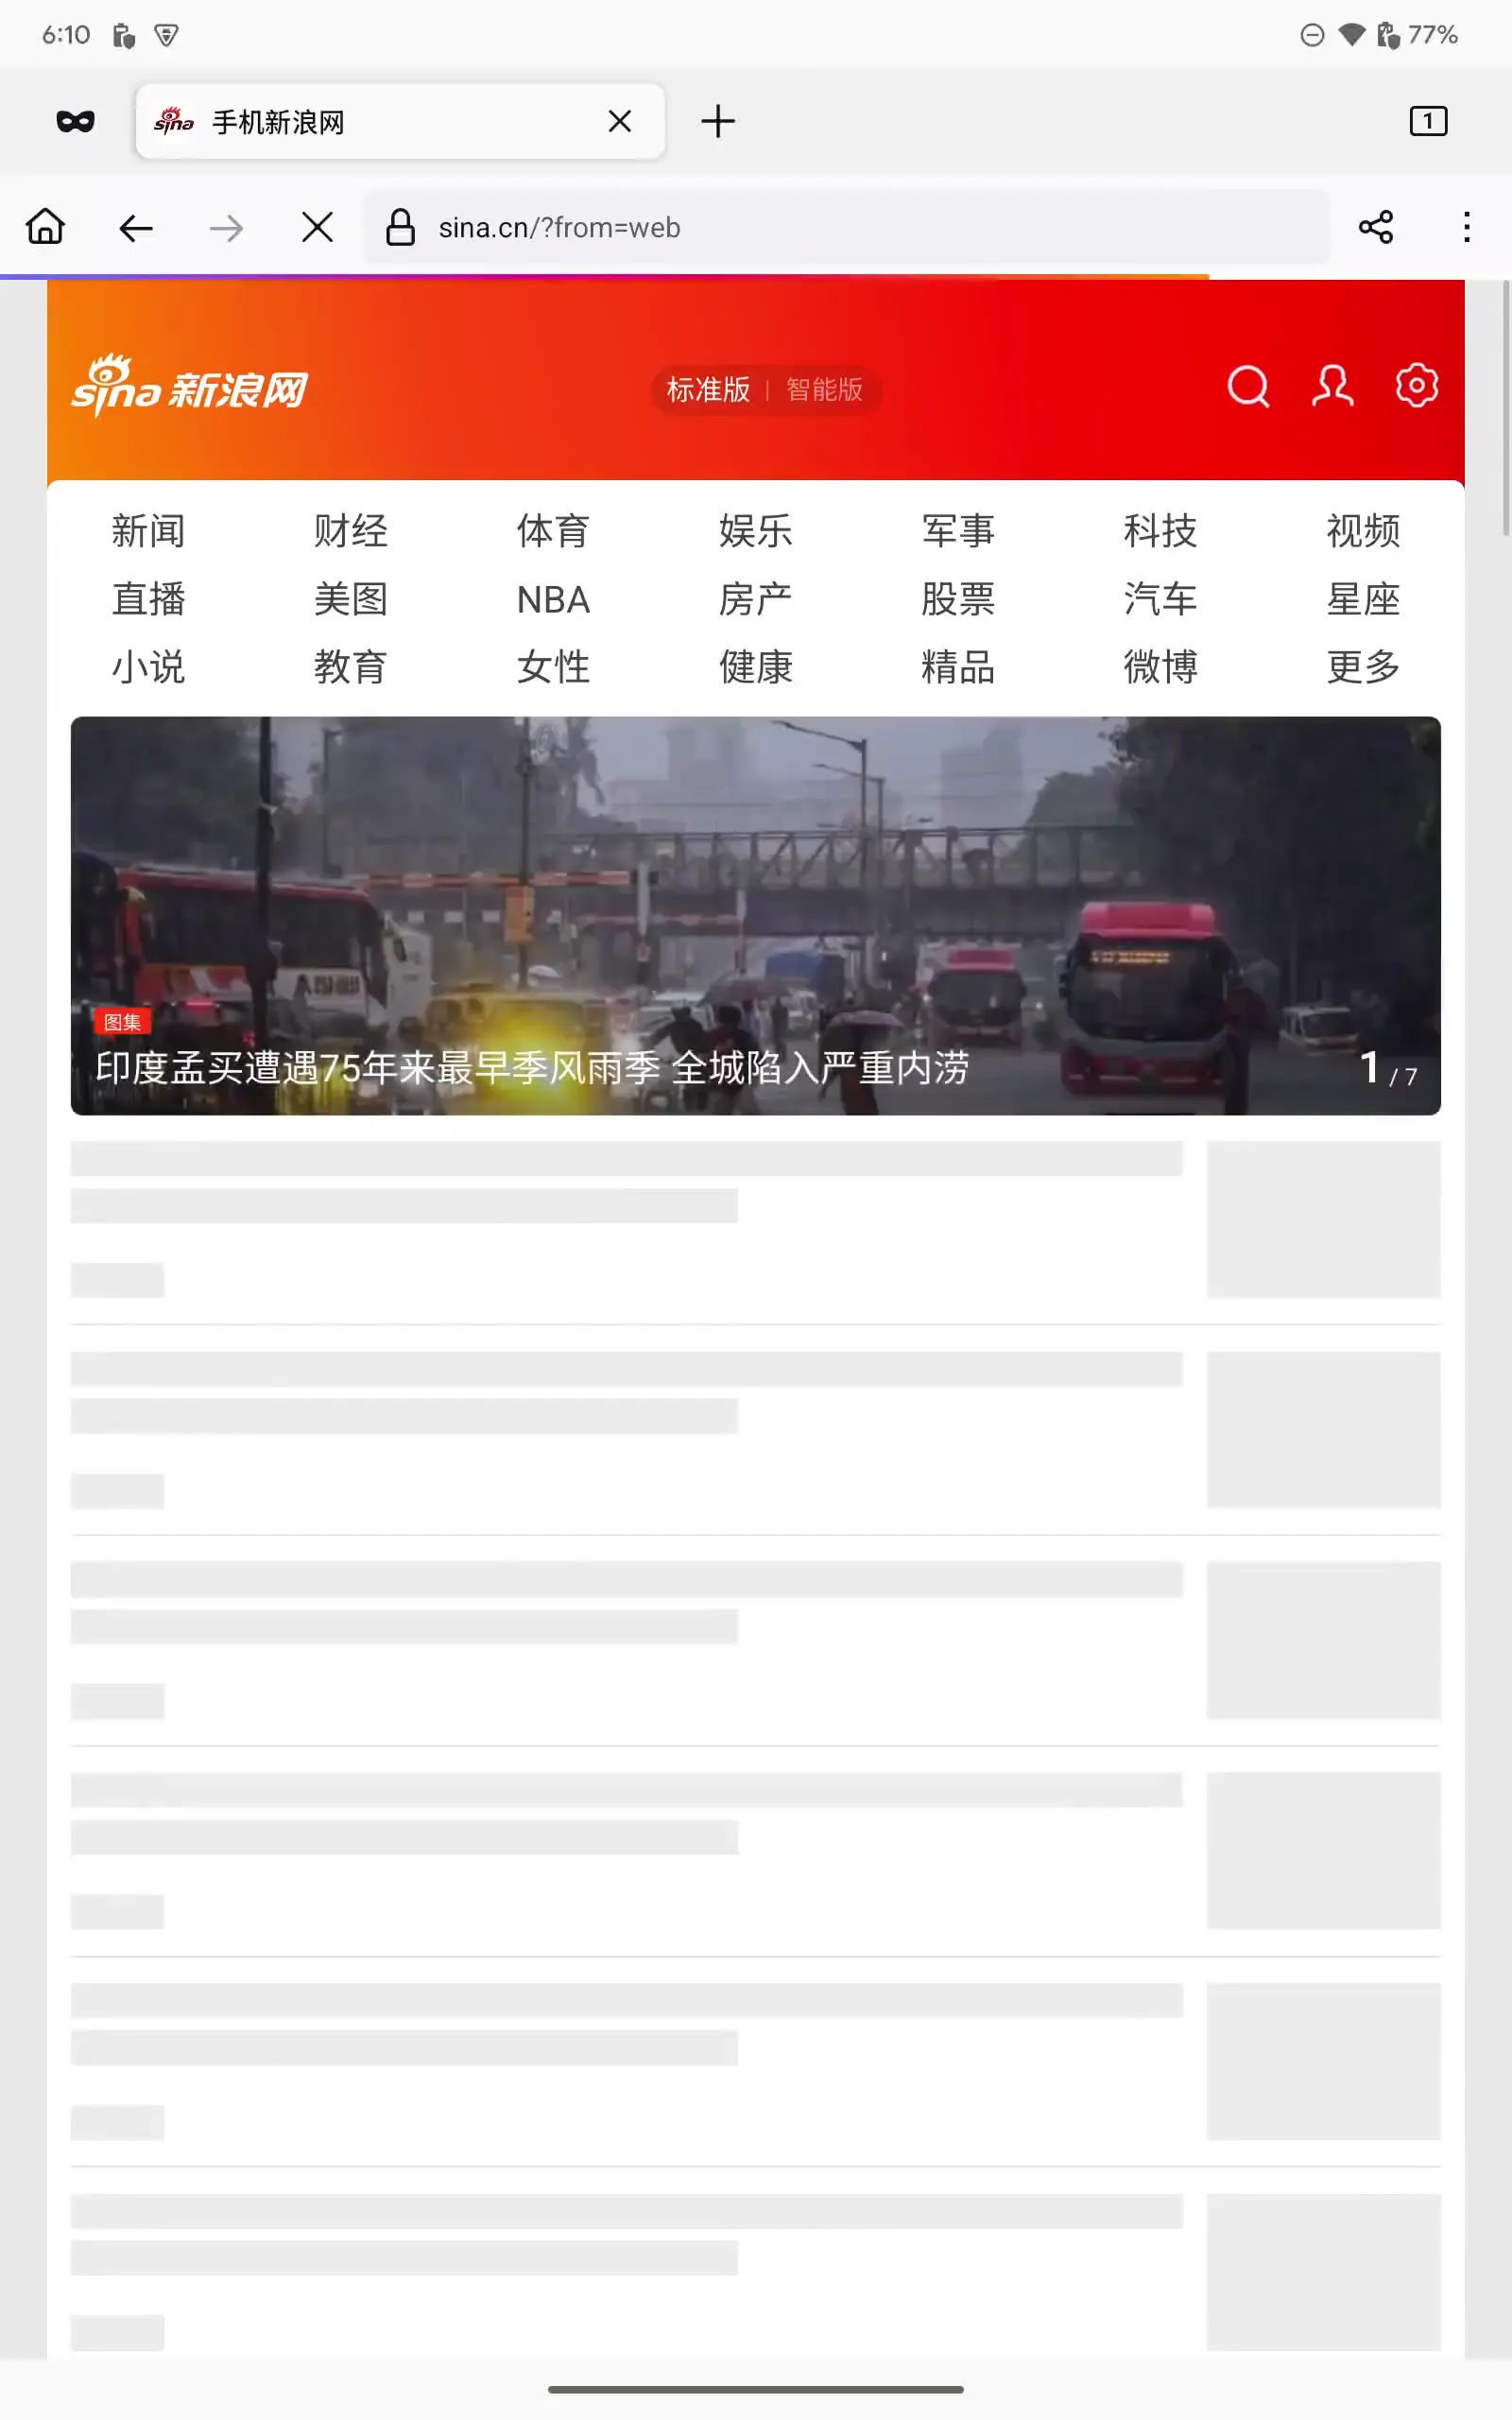 6:10
77%
sina 手机新浪网
1
sina.cn/?from=web
sina 新浪网
标准版 | 智能版
新闻 财经 体育 娱乐 军事 科技 视频
直播 美图 NBA 房产 股票 汽车 星座
小说 教育 女性 健康 精品 微博 更多
图集
印度孟买遭遇75年来最早季风雨季 全城陷入严重内涝
1 / 7